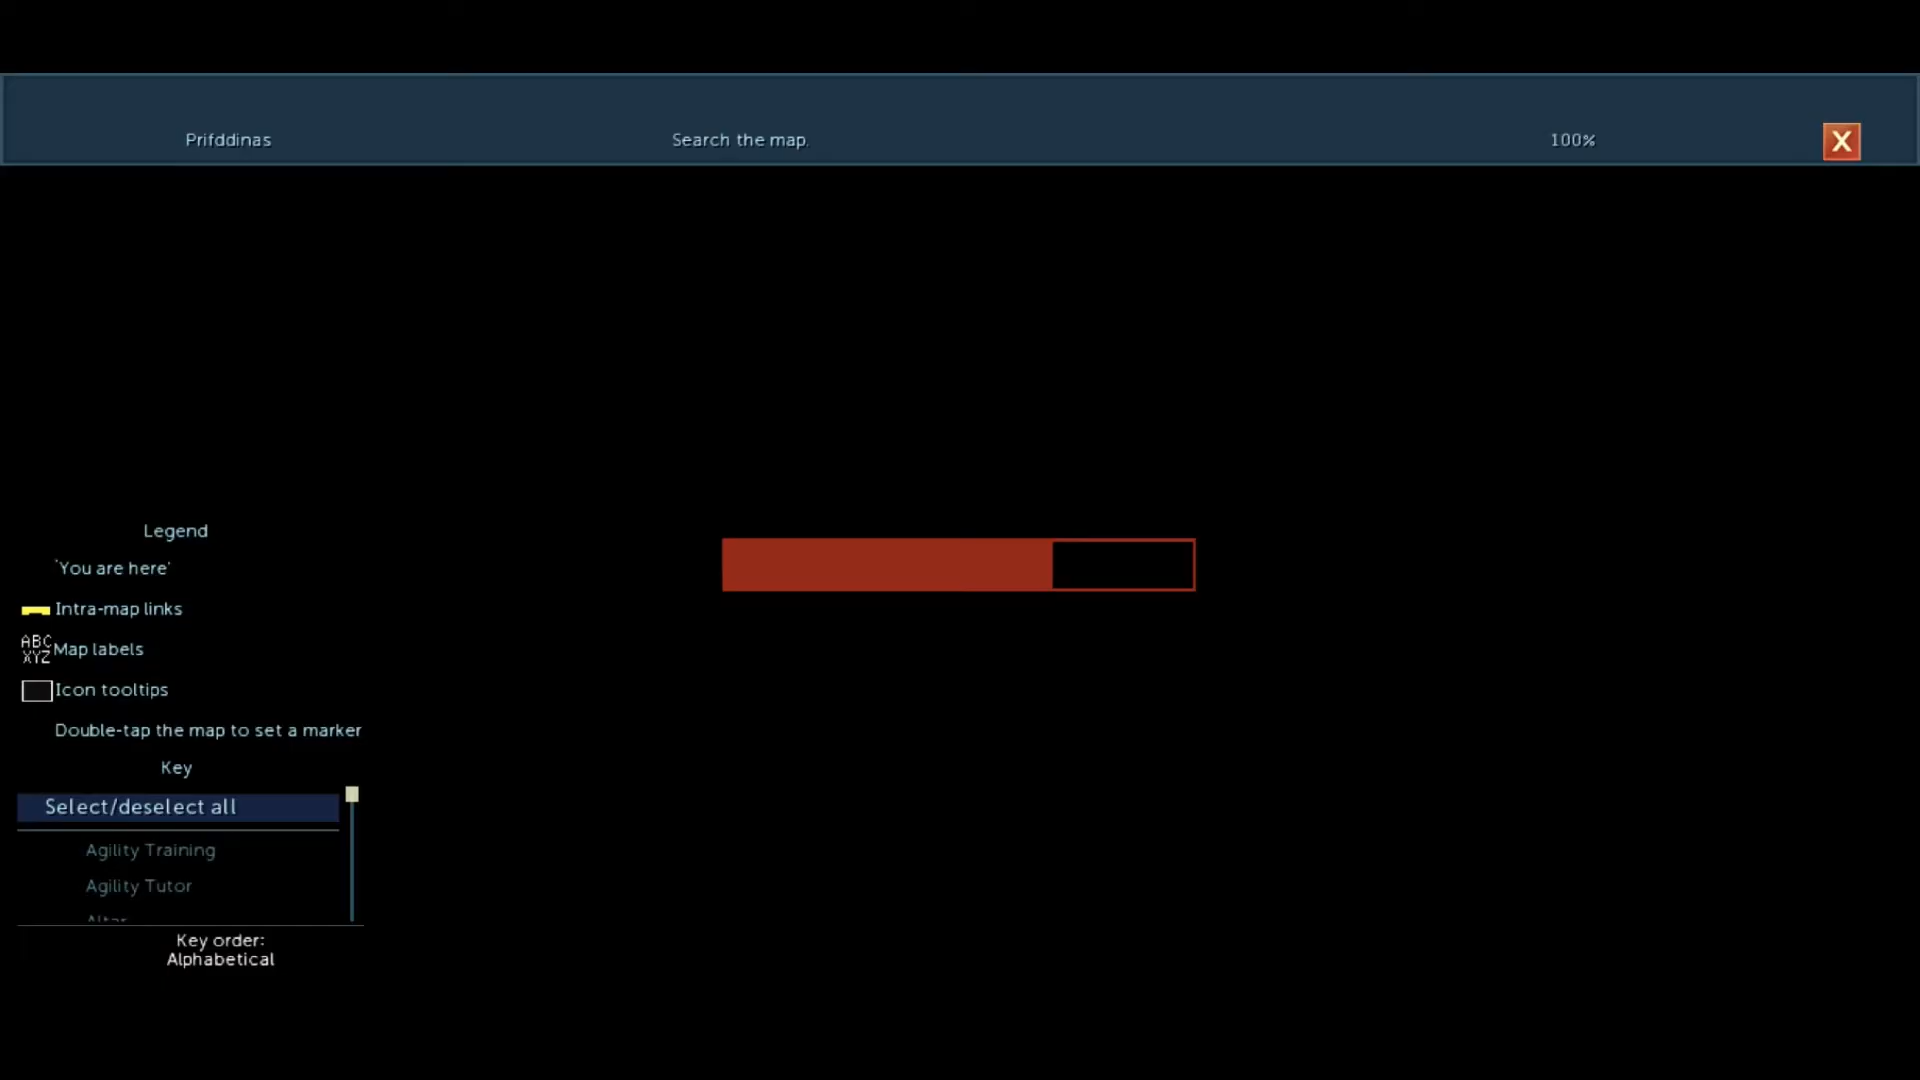 Prifddinas
Search the map.
100%
X
Legend
'You are here'
Intra-map links
ABC
XYZ
Map labels
Icon tooltips
Double-tap the map to set a marker
Key
Select/deselect all
Agility Training
Agility Tutor
Altar
Key order:
Alphabetical